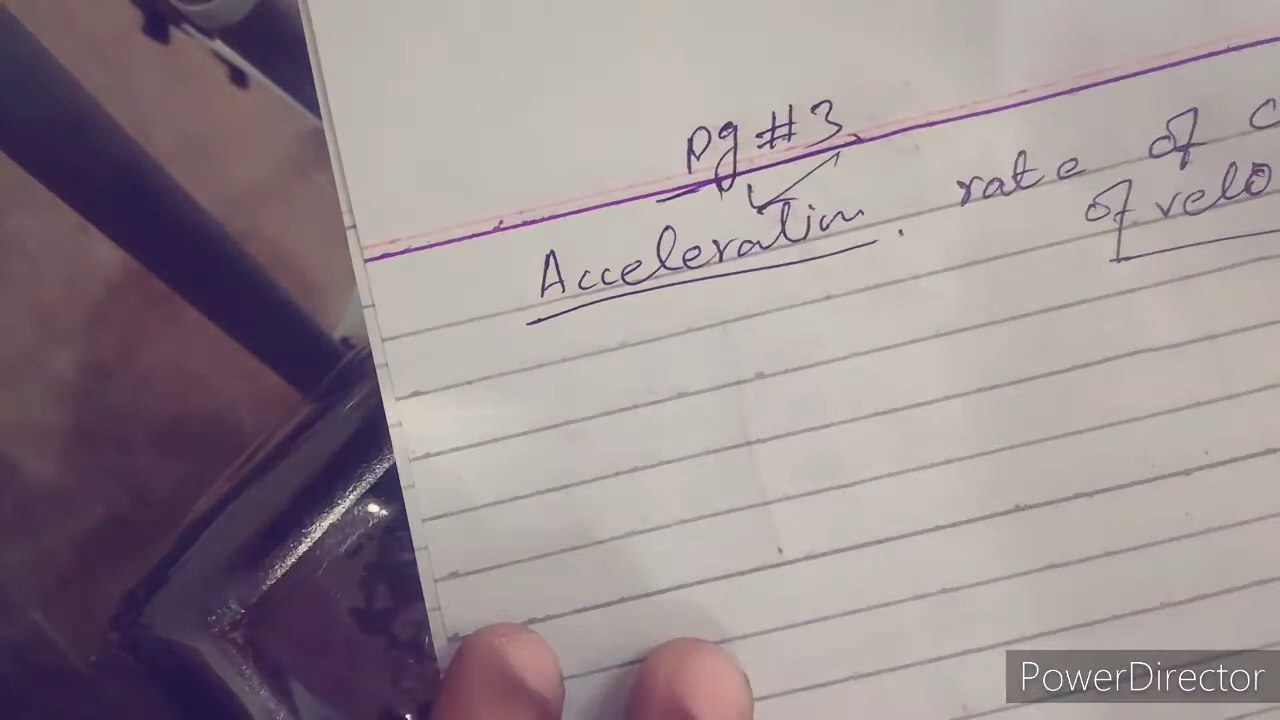 pg #3
Acceleration. rate of c
of velo
PowerDirector